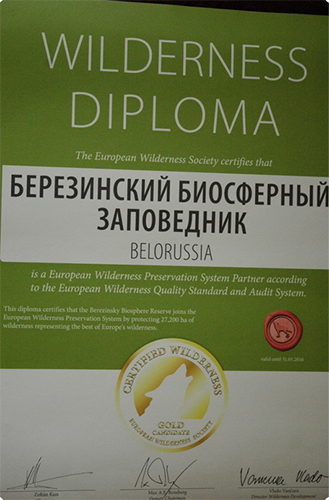 WILDERNESS
DIPLOMA
The European Wilderness Society certifies that
БЕРЕЗИНСКИЙ БИОСФЕРНЫЙ
ЗАПОВЕДНИК
BELORUSSIA
is a European Wilderness Preservation System Partner according
to the European Wilderness Quality Standard and Audit System.
This diploma certifies that the Berezinsky Biosphere Reserve joins the
European Wilderness Preservation System by protecting 27,200 ha of
wilderness representing the best of Europe's wilderness.
CERTIFIED WILDERNESS
GOLD
CANDIDATE
EUROPEAN WILDERNESS SOCIETY